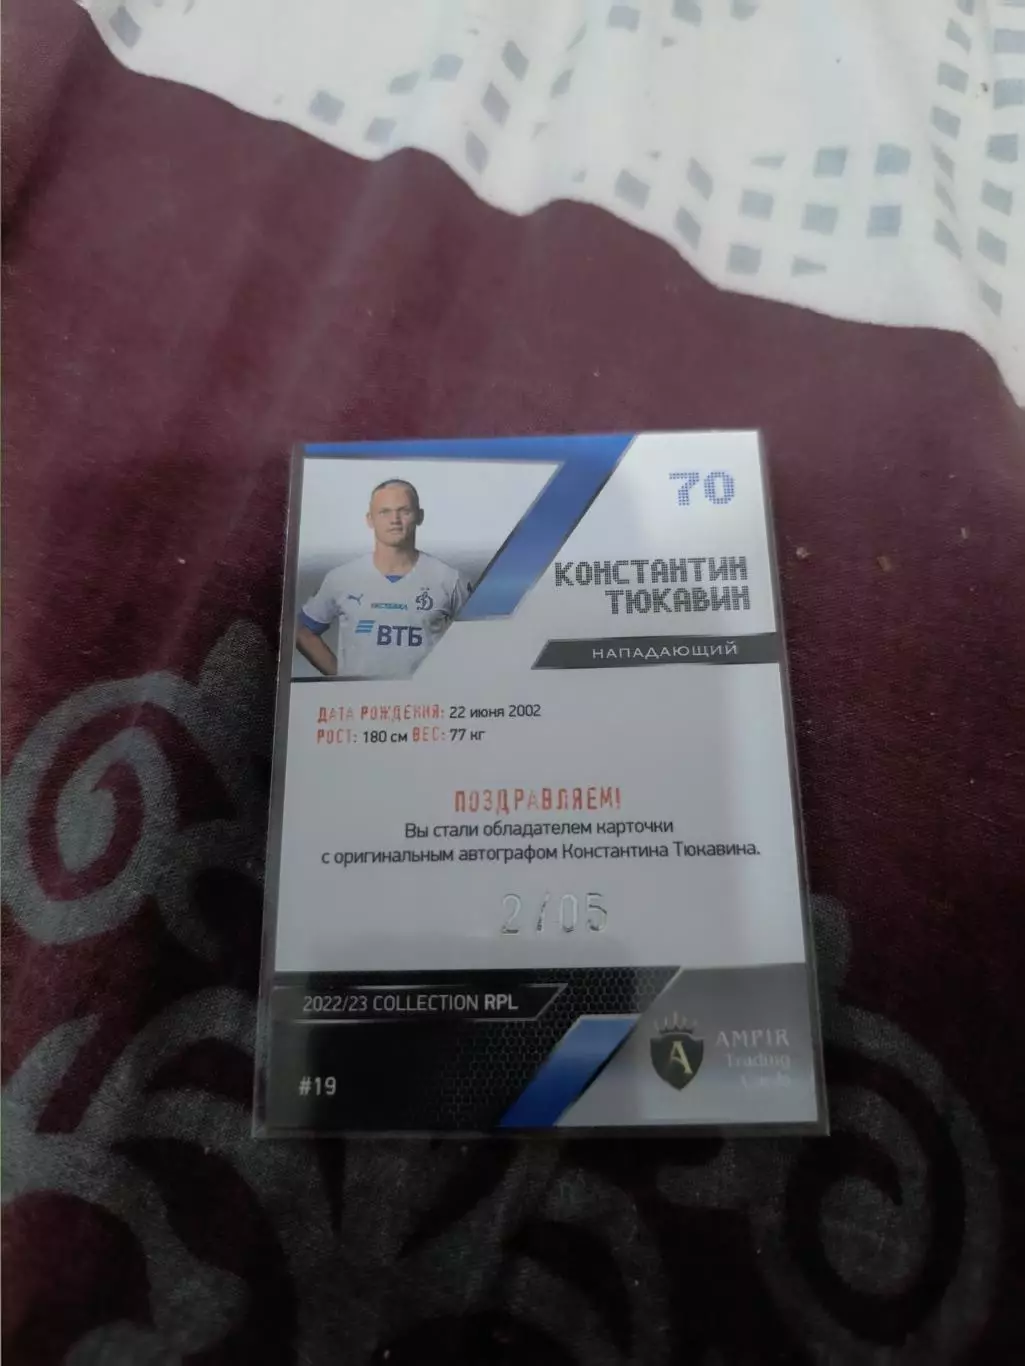 70
КОНСТАНТИН
ТЮКАВИН
НАПАДАЮЩИЙ
ВТБ
ДАТА РОЖДЕНИЯ: 22 июня 2002
РОСТ: 180 см ВЕС: 77 кг
ПОЗДРАВЛЯЕМ!
Вы стали обладателем карточки
с оригинальным автографом Константина Тюкавина.
2/05
2022/23 COLLECTION RPL
#19
A
AMPIR
Trading
Cards